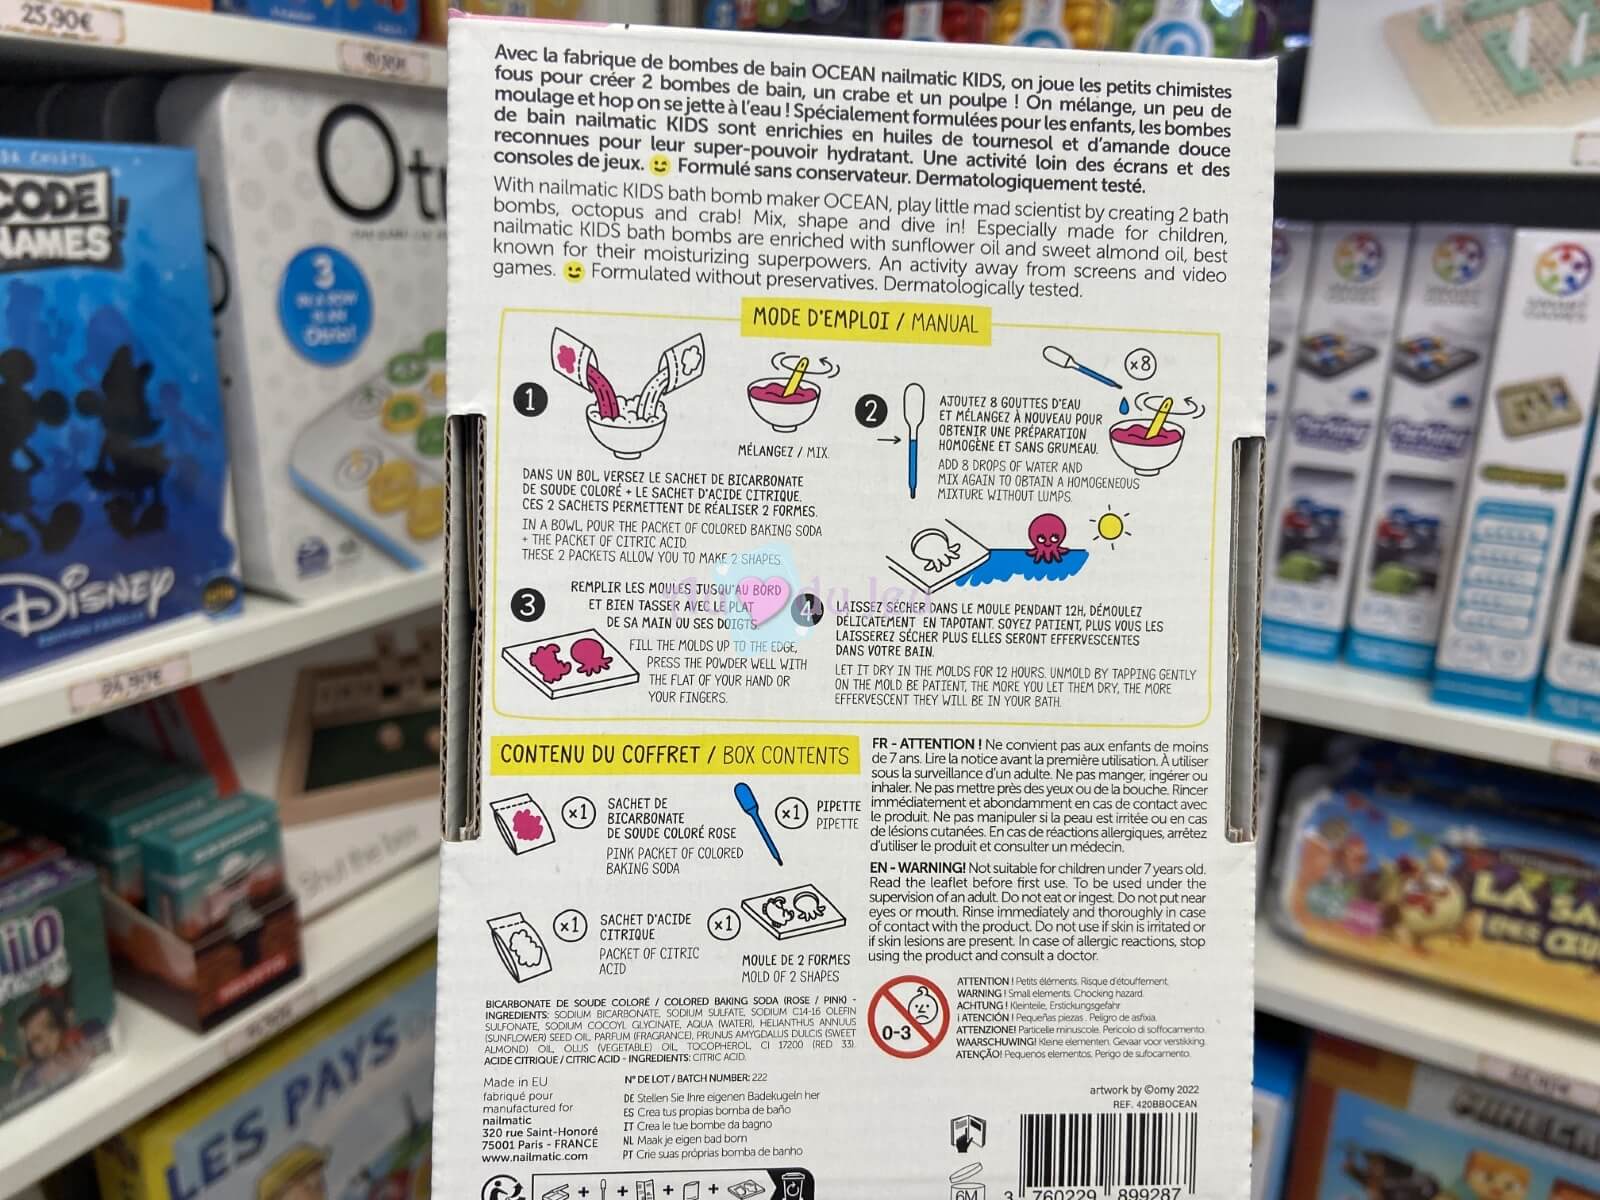 Avec la fabrique de bombes de bain OCEAN nailmatic KIDS, on joue les petits chimistes
fous pour créer 2 bombes de bain, un crabe et un poulpe ! On mélange, un peu de
moulage et hop on se jette à l'eau ! Spécialement formulées pour les enfants, les bombes
de bain nailmatic KIDS sont enrichies en huiles de tournesol et d'amande douce
reconnues pour leur super-pouvoir hydratant. Une activité loin des écrans et des
consoles de jeux. Formulé sans conservateur. Dermatologiquement testé.
With nailmatic KIDS bath bomb maker OCEAN, play little mad scientist by creating 2 bath
bombs, octopus and crab! Mix, shape and dive in! Especially made for children,
nailmatic KIDS bath bombs are enriched with sunflower oil and sweet almond oil, best
known for their moisturizing superpowers. An activity away from screens and video
games. Formulated without preservatives. Dermatologically tested.
MODE D'EMPLOI / MANUAL
1
MÉLANGEZ / MIX
DANS UN BOL, VERSEZ LE SACHET DE BICARBONATE
DE SOUDE COLORÉ + LE SACHET D'ACIDE CITRIQUE.
CES 2 SACHETS PERMETTENT DE RÉALISER 2 FORMES.
IN A BOWL, POUR THE PACKET OF COLORED BAKING SODA
+ THE PACKET OF CITRIC ACID
THESE 2 PACKETS ALLOW YOU TO MAKE 2 SHAPES.
2
x8
AJOUTEZ 8 GOUTTES D'EAU
ET MÉLANGEZ À NOUVEAU POUR
OBTENIR UNE PRÉPARATION
HOMOGÈNE ET SANS GRUMEAU.
ADD 8 DROPS OF WATER AND
MIX AGAIN TO OBTAIN A HOMOGENEOUS
MIXTURE WITHOUT LUMPS.
3
REMPLIR LES MOULES JUSQU'AU BORD
ET BIEN TASSER AVEC LE PLAT
DE SA MAIN OU SES DOIGTS.
FILL THE MOLDS UP TO THE EDGE,
PRESS THE POWDER WELL WITH
THE FLAT OF YOUR HAND OR
YOUR FINGERS.
4
LAISSEZ SÉCHER DANS LE MOULE PENDANT 12H, DÉMOULEZ
DÉLICATEMENT EN TAPOTANT. SOYEZ PATIENT, PLUS VOUS LES
LAISSEREZ SÉCHER PLUS ELLES SERONT EFFERVESCENTES
DANS VOTRE BAIN.
LET IT DRY IN THE MOLDS FOR 12 HOURS. UNMOLD BY TAPPING GENTLY
ON THE MOLD BE PATIENT, THE MORE YOU LET THEM DRY, THE MORE
EFFERVESCENT THEY WILL BE IN YOUR BATH.
du Jeu
CONTENU DU COFFRET / BOX CONTENTS
x1
SACHET DE
BICARBONATE
DE SOUDE COLORÉ ROSE
PINK PACKET OF COLORED
BAKING SODA
x1
PIPETTE
PIPETTE
x1
SACHET D'ACIDE
CITRIQUE
PACKET OF CITRIC
ACID
x1
MOULE DE 2 FORMES
MOLD OF 2 SHAPES
FR - ATTENTION ! Ne convient pas aux enfants de moins
de 7 ans. Lire la notice avant la première utilisation. À utiliser
sous la surveillance d'un adulte. Ne pas manger, ingérer ou
inhaler. Ne pas mettre près des yeux ou de la bouche. Rincer
immédiatement et abondamment en cas de contact avec
le produit. Ne pas manipuler si la peau est irritée ou en cas
de lésions cutanées. En cas de réactions allergiques, arrêtez
d'utiliser le produit et consulter un médecin.
EN - WARNING! Not suitable for children under 7 years old.
Read the leaflet before first use. To be used under the
supervision of an adult. Do not eat or ingest. Do not put near
eyes or mouth. Rinse immediately and thoroughly in case
of contact with the product. Do not use if skin is irritated or
if skin lesions are present. In case of allergic reactions, stop
using the product and consult a doctor.
BICARBONATE DE SOUDE COLORÉ / COLORED BAKING SODA (ROSE / PINK) -
INGREDIENTS: SODIUM BICARBONATE, SODIUM SULFATE, SODIUM C14-16 OLEFIN
SULFONATE, SODIUM COCOYL GLYCINATE, AQUA (WATER), HELIANTHUS ANNUUS
(SUNFLOWER) SEED OIL, PARFUM (FRAGRANCE), PRUNUS AMYGDALUS DULCIS (SWEET
ALMOND) OIL, OLUS (VEGETABLE) OIL, TOCOPHEROL, CI 17200 (RED 33).
ACIDE CITRIQUE / CITRIC ACID - INGREDIENTS: CITRIC ACID.
0-3
ATTENTION ! Petits éléments. Risque d'étouffement.
WARNING ! Small elements. Chocking hazard.
ACHTUNG ! Kleinteile, Erstickungsgefahr
¡ ATENCIÓN ! Pequeñas piezas . Peligro de asfixia.
ATTENZIONE! Particelle minuscole. Pericolo di soffocamento.
WAARSCHUWING! Kleine elementen. Gevaar voor verstikking.
ATENÇÃO! Pequenos elementos. Perigo de sufocamento.
Made in EU
fabriqué pour
manufactured for
nailmatic
320 rue Saint-Honoré
75001 Paris - FRANCE
www.nailmatic.com
N° DE LOT / BATCH NUMBER: 222
DE Stellen Sie Ihre eigenen Badekugeln her
ES Crea tus propias bomba de baño
IT Crea le tue bombe da bagno
NL Maak je eigen bad born
PT Crie suas próprias bomba de banho
artwork by ©omy 2022
REF. 420BBOCEAN
6M
3 760229 899287
25,90€
CODE
NAMES
DISNEY
3
Otrio!
24,90€
Shut the box
LES PAYS
LA SA
DES ŒU